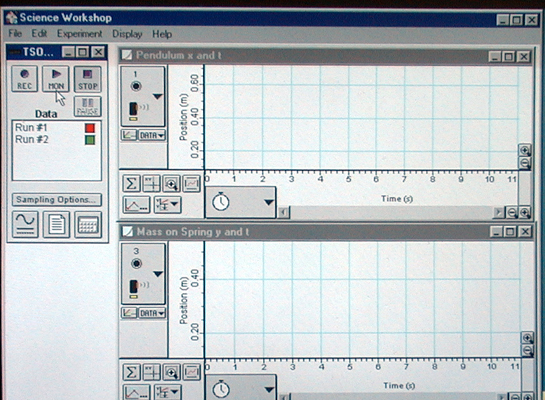 Science Workshop
File Edit Experiment Display Help
TSO...
REC MON STOP
PAUSE
Data
Run #1
Run #2
Sampling Options...
Pendulum x and t
1
DATA
Position (m)
0.60
0.40
0.20
0 1 2 3 4 5 6 7 8 9 10 11
Time (s)
Mass on Spring y and t
3
DATA
Position (m)
0.40
0.20
0 1 2 3 4 5 6 7 8 9 10 11
Time (s)